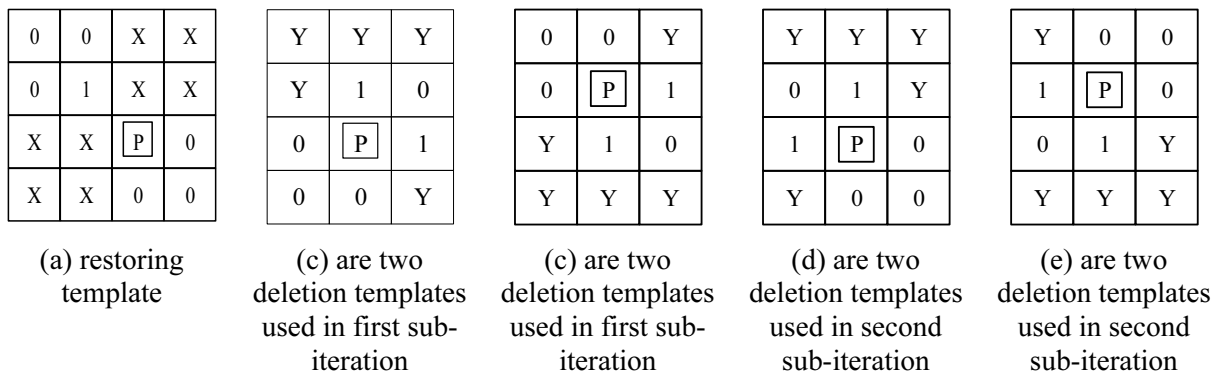 0 0 X X
0 1 X X
X X P 0
X X 0 0
(a) restoring
template
Y Y Y
Y 1 0
0 P 1
0 0 Y
(c) are two
deletion templates
used in first sub-
iteration
0 0 Y
0 P 1
Y 1 0
Y Y Y
(c) are two
deletion templates
used in first sub-
iteration
Y Y Y
0 1 Y
1 P 0
Y 0 0
(d) are two
deletion templates
used in second
sub-iteration
Y 0 0
1 P 0
0 1 Y
Y Y Y
(e) are two
deletion templates
used in second
sub-iteration